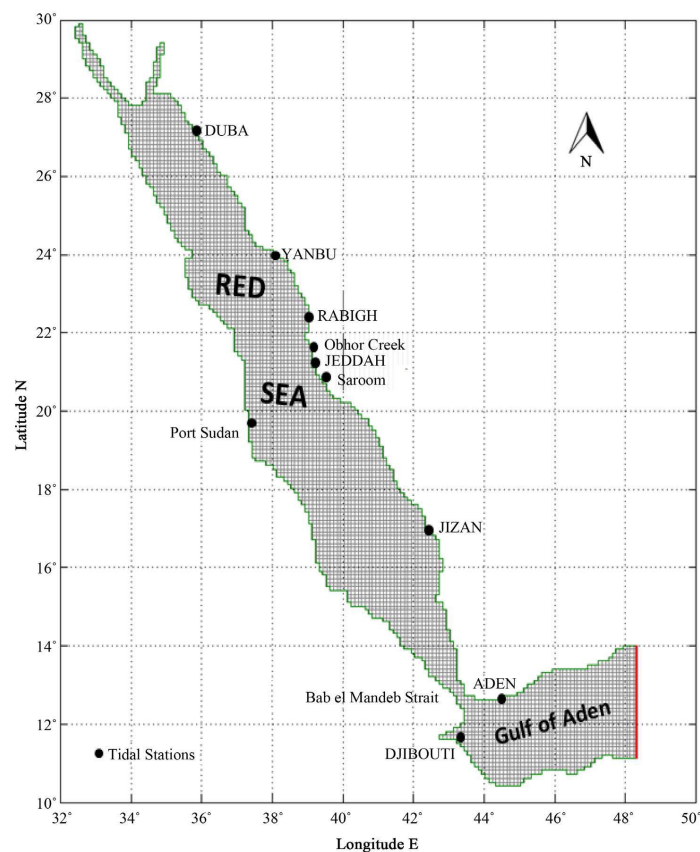 30°
28°
26°
24°
22°
20°
18°
16°
14°
12°
10°
Latitude N
DUBA
N
YANBU
RED
RABIGH
Obhor Creek
JEDDAH
Saroom
SEA
Port Sudan
JIZAN
ADEN
Bab el Mandeb Strait
Gulf of Aden
DJIBOUTI
Tidal Stations
32°
34°
36°
38°
40°
42°
44°
46°
48°
50°
Longitude E